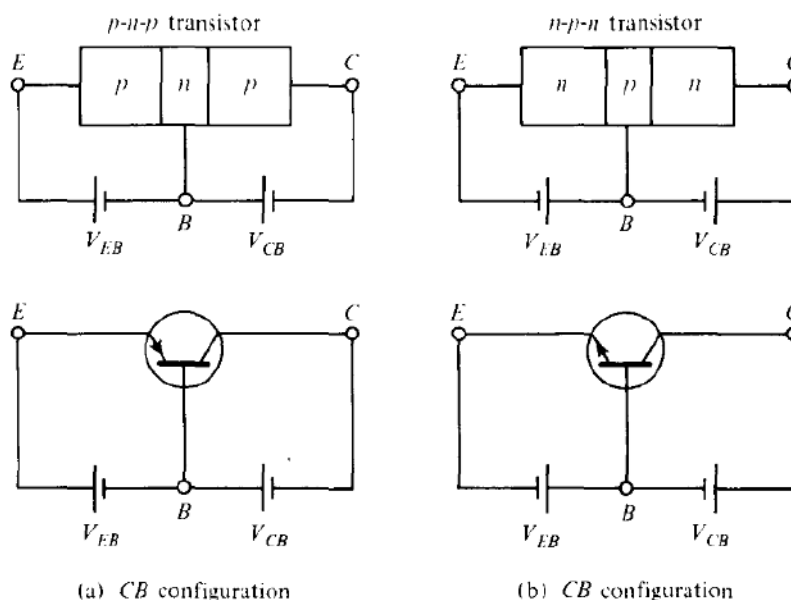 p-n-p transistor
n-p-n transistor
E
C
E
C
p
n
p
n
p
n
V_EB
B
V_CB
V_EB
B
V_CB
E
C
E
C
V_EB
B
V_CB
V_EB
B
V_CB
(a) CB configuration
(b) CB configuration